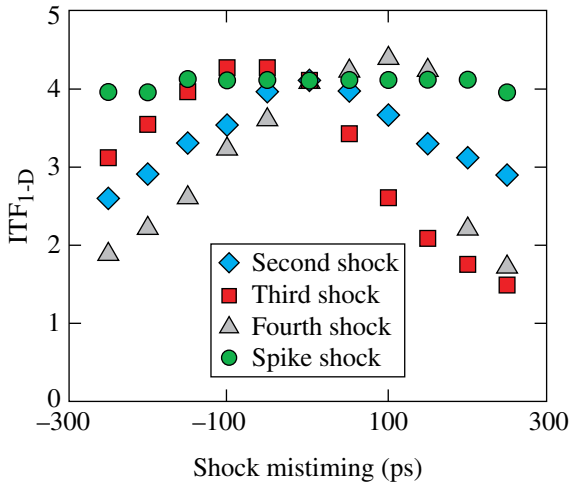 5
4
3
2
1
0
ITF1-D
Second shock
Third shock
Fourth shock
Spike shock
−300 −100 100 300
Shock mistiming (ps)